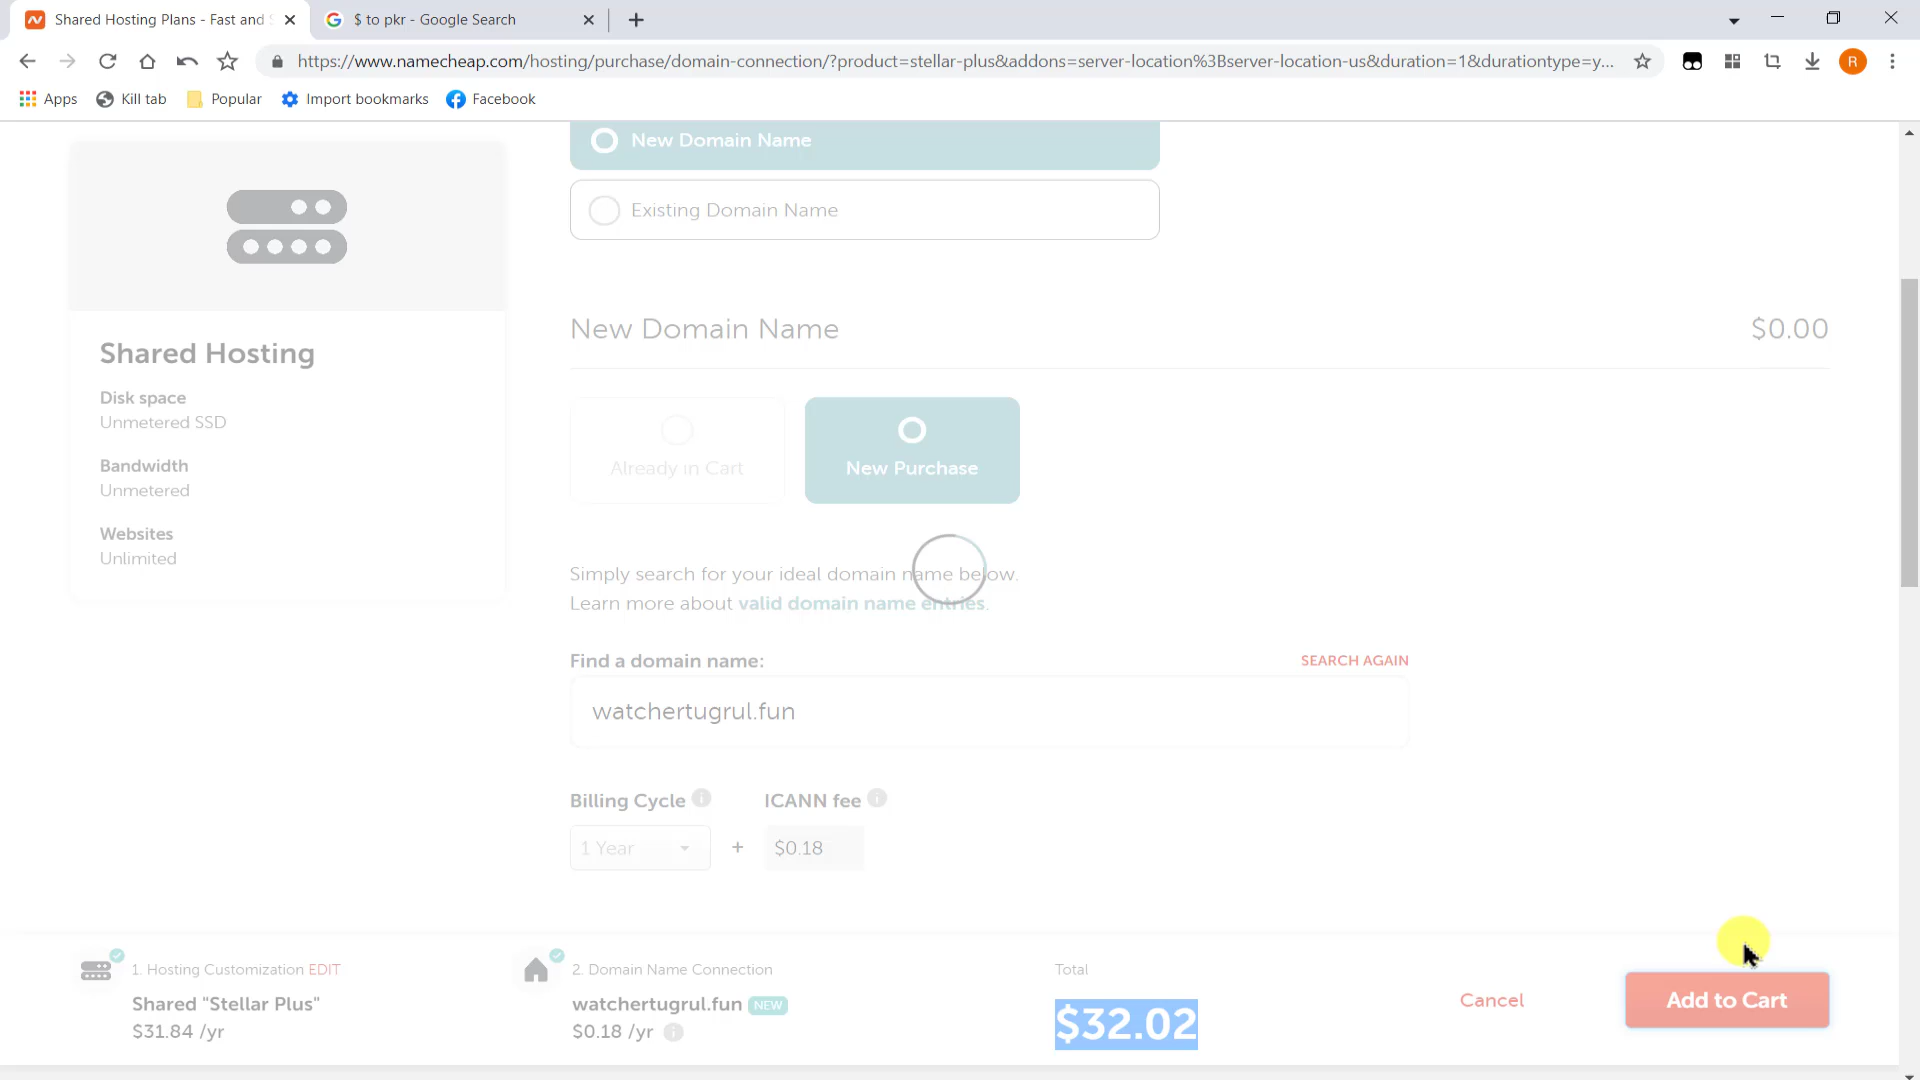 Shared Hosting Plans - Fast and S
$ to pkr - Google Search
https://www.namecheap.com/hosting/purchase/domain-connection/?product=stellar-plus&addons=server-location%3Bserver-location-us&duration=1&durationtype=y...
R
Apps
Kill tab
Popular
Import bookmarks
Facebook
New Domain Name
Existing Domain Name
Shared Hosting
Disk space
Unmetered SSD
Bandwidth
Unmetered
Websites
Unlimited
New Domain Name
$0.00
Already in Cart
New Purchase
Simply search for your ideal domain name below.
Learn more about valid domain name entries.
Find a domain name:
SEARCH AGAIN
watchertugrul.fun
Billing Cycle
ICANN fee
1 Year
+
$0.18
1. Hosting Customization EDIT
Shared "Stellar Plus"
$31.84 /yr
2. Domain Name Connection
watchertugrul.fun NEW
$0.18 /yr
Total
$32.02
Cancel
Add to Cart